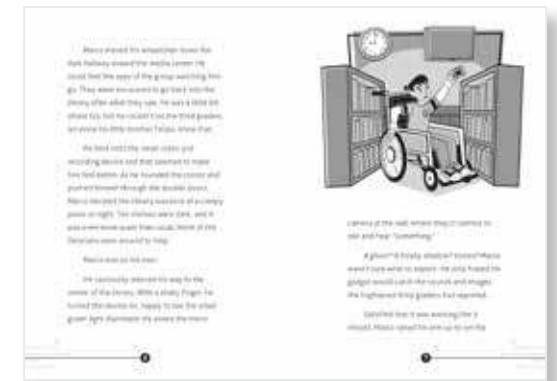 Marco steered his wheelchair down the
dark hallway toward the media center. He
could feel the eyes of the group watching him
go. They were too scared to go back into the
library after what they saw. He was a little bit
afraid too, but he couldn't let the third graders,
let alone his little brother Tomás, know that.
He held onto the small video and
recording device and that seemed to make
him feel better. As he rounded the corner and
pushed himself through the double doors,
Marco decided the library was kind of a creepy
place at night. The shelves were dark, and it
was even more quiet than usual. None of the
librarians were around to help.
Marco was on his own.
He cautiously wheeled his way to the
center of the library. With a shaky finger, he
turned the device on, happy to see the small
green light illuminate. He aimed the micro
6
camera at the wall where they'd claimed to
see and hear "something."
A ghost? A freaky shadow?
wasn't sure what to expect. He only hoped his
gadget would catch the sounds and images
the frightened third graders had reported.
Satisfied that it was working like it
should, Marco raised his arm up to set the
7